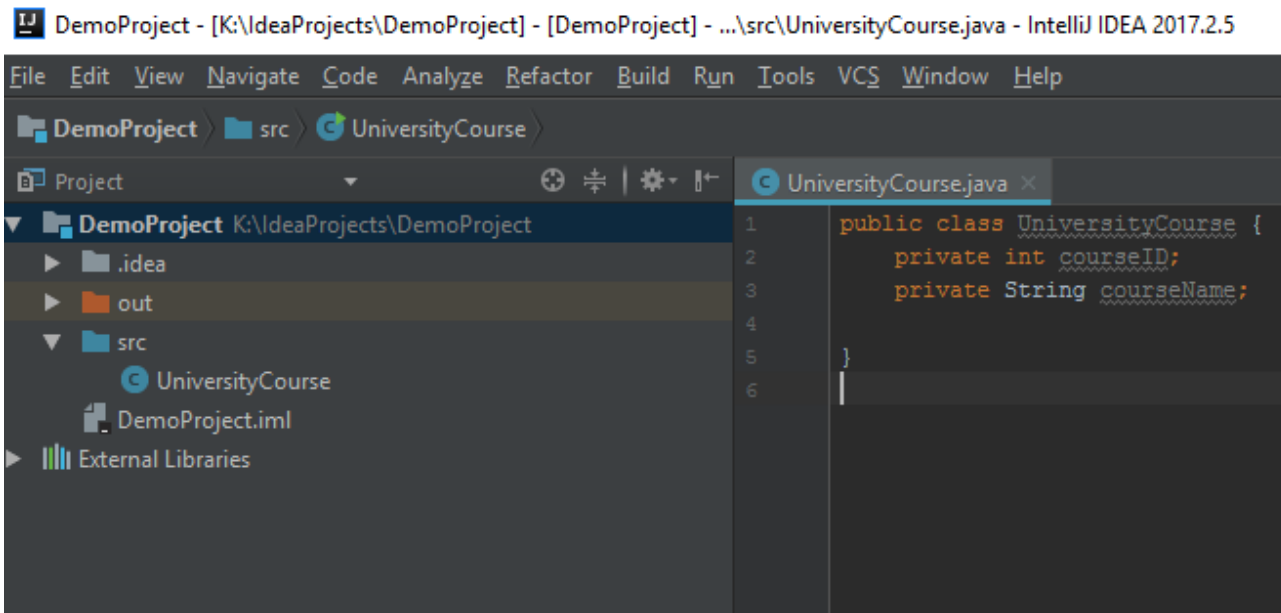 DemoProject - [K:\IdeaProjects\DemoProject] - [DemoProject] - ...\src\UniversityCourse.java - IntelliJ IDEA 2017.2.5
File Edit View Navigate Code Analyze Refactor Build Run Tools VCS Window Help
DemoProject src UniversityCourse
Project
UniversityCourse.java
DemoProject K:\IdeaProjects\DemoProject
.idea
out
src
UniversityCourse
DemoProject.iml
External Libraries
1 public class UniversityCourse {
2 private int courseID;
3 private String courseName;
4
5 }
6